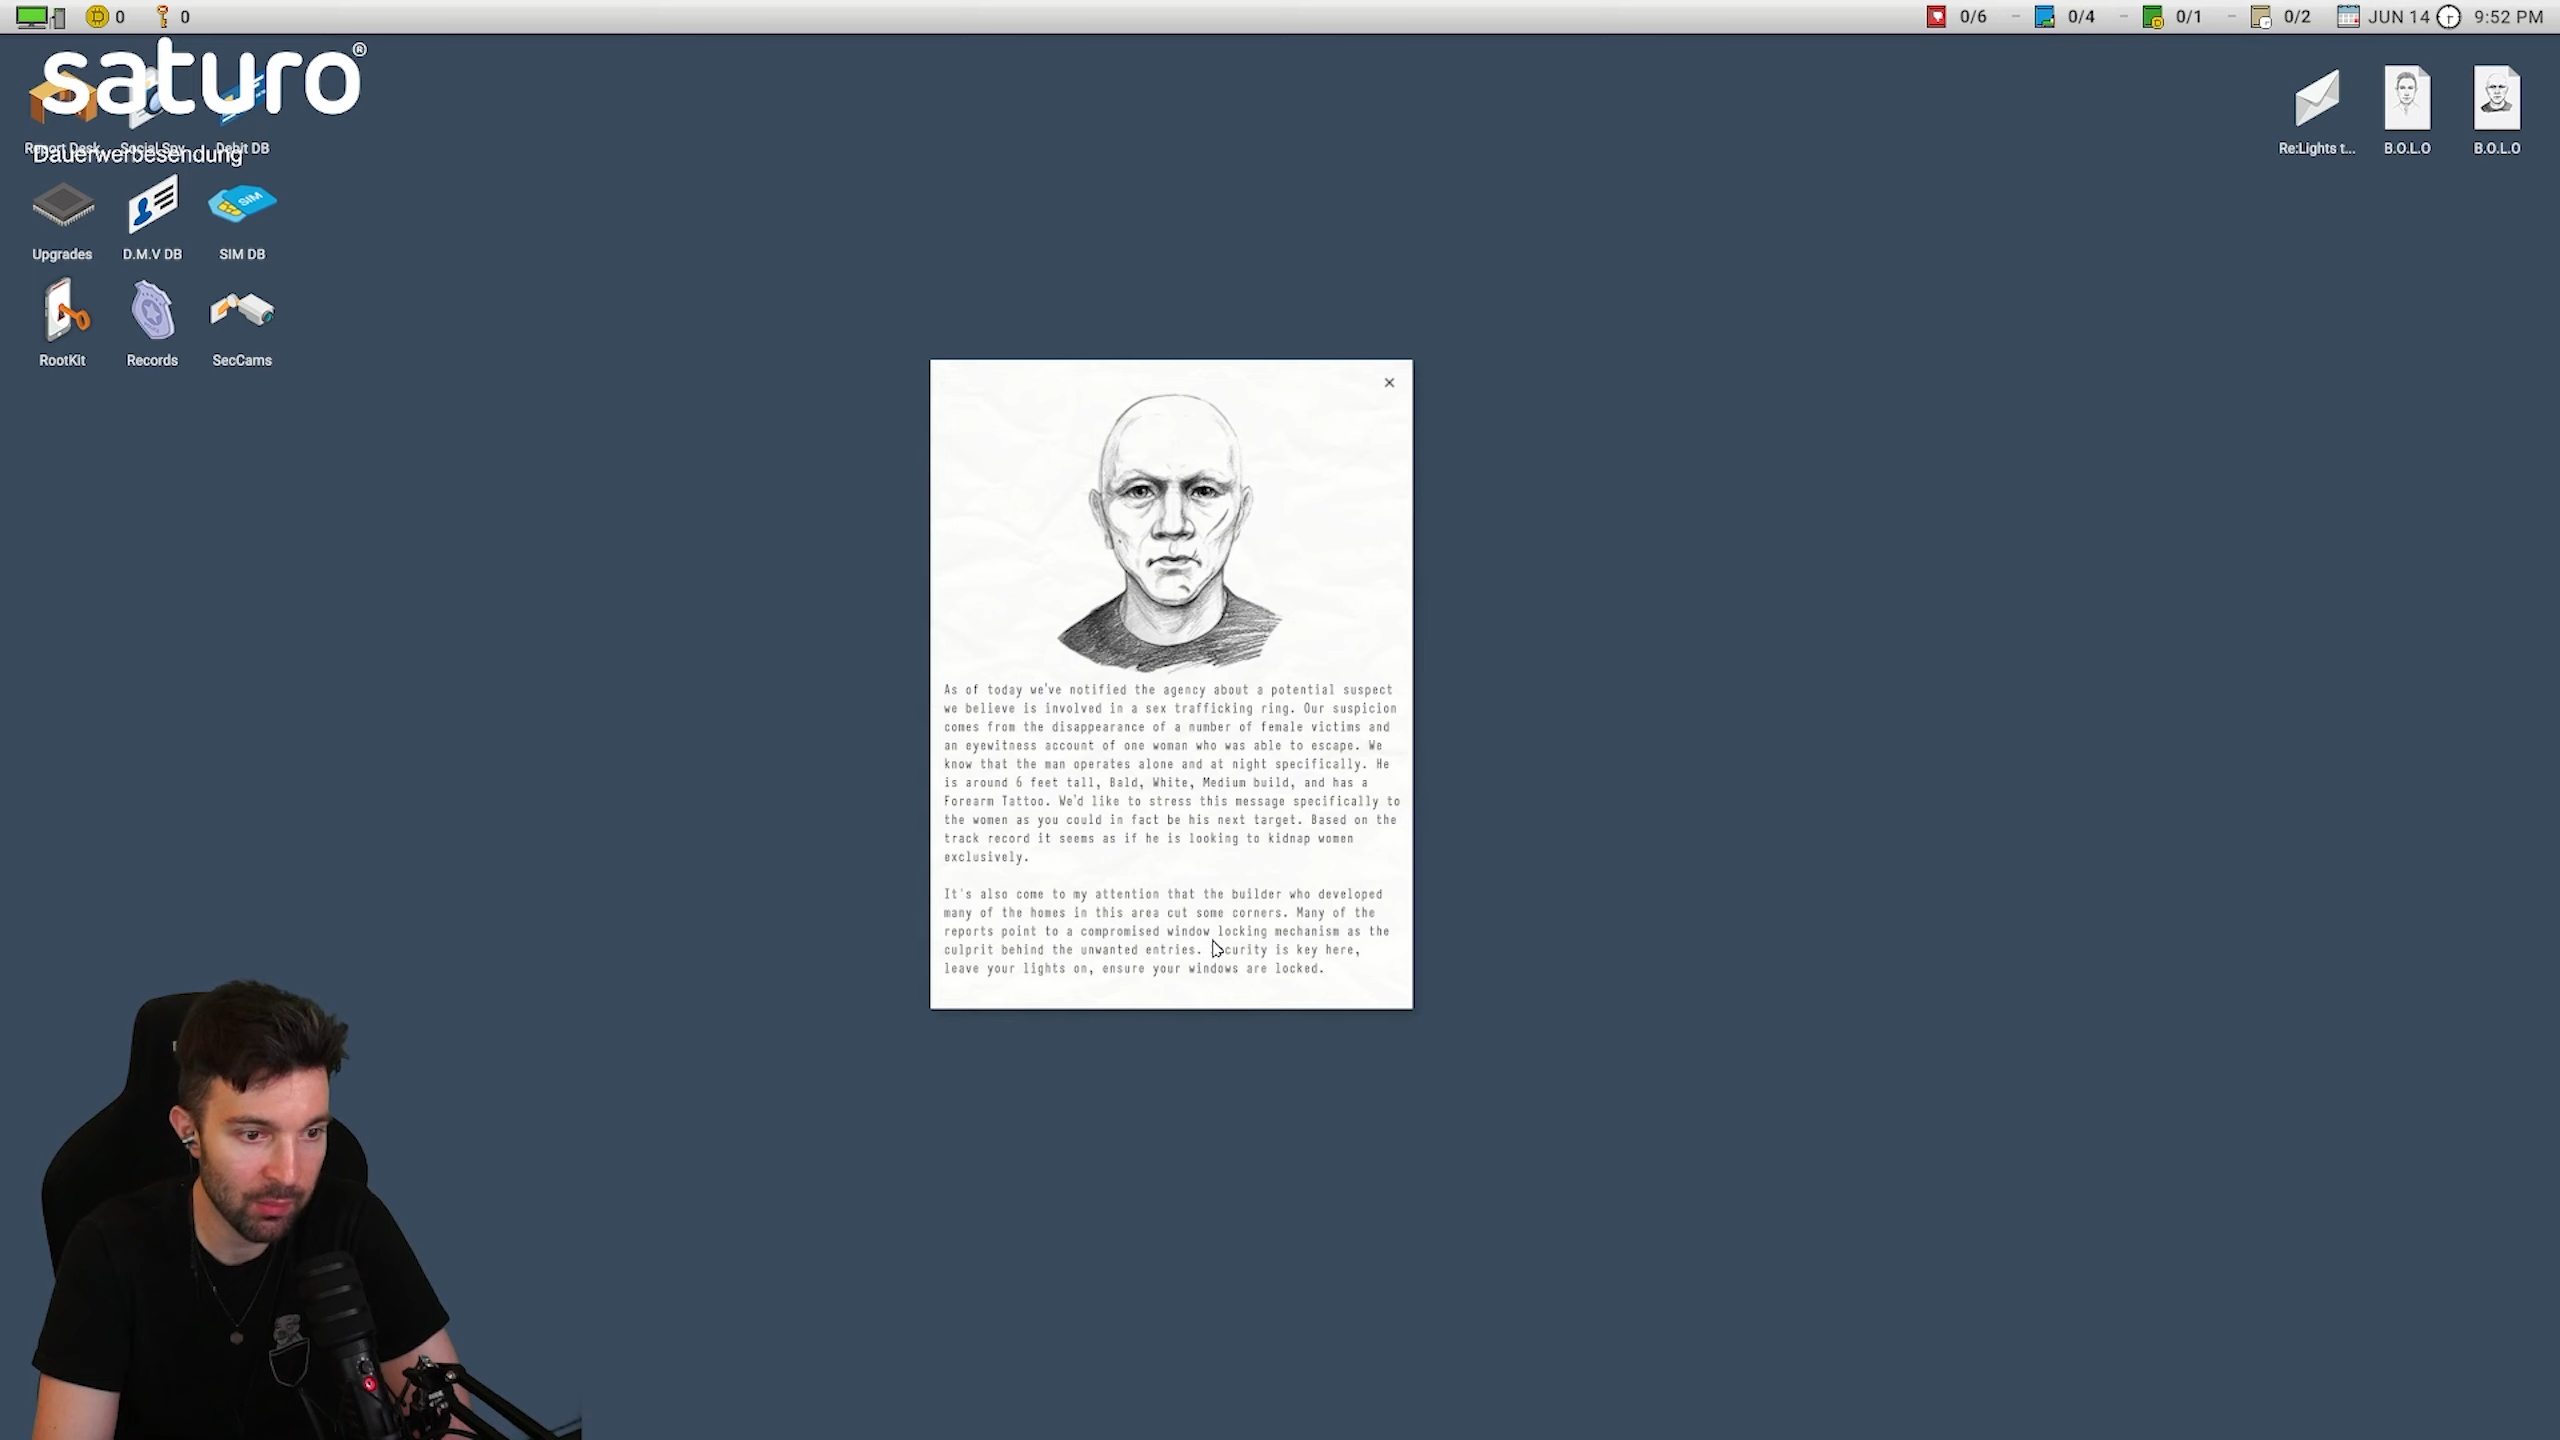 0
0
0/6
0/4
0/1
0/2
JUN 14
9:52 PM
saturo®
Dauerwerbesendung
Report Desk
Social Spy
Debit DB
Re:Lights t...
B.O.L.O
B.O.L.O
Upgrades
D.M.V DB
SIM
SIM DB
RootKit
Records
SecCams
As of today we've notified the agency about a potential suspect
we believe is involved in a sex trafficking ring. Our suspicion
comes from the disappearance of a number of female victims and
an eyewitness account of one woman who was able to escape. We
know that the man operates alone and at night specifically. He
is around 6 feet tall, Bald, White, Medium build, and has a
Forearm Tattoo. We'd like to stress this message specifically to
the women as you could in fact be his next target. Based on the
track record it seems as if he is looking to kidnap women
exclusively.
It's also come to my attention that the builder who developed
many of the homes in this area cut some corners. Many of the
reports point to a compromised window locking mechanism as the
culprit behind the unwanted entries. Security is key here,
leave your lights on, ensure your windows are locked.